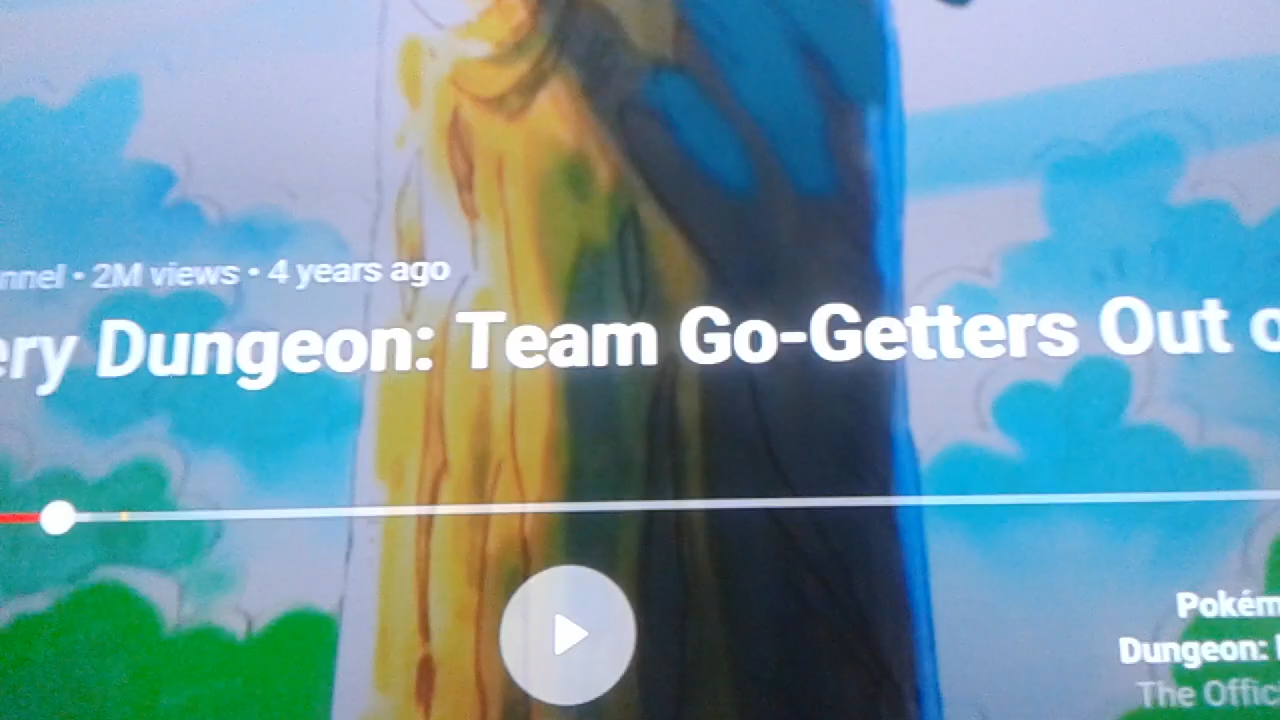 nnel • 2M views • 4 years ago
ery Dungeon: Team Go-Getters Out o
Pokém
Dungeon:
The Offic